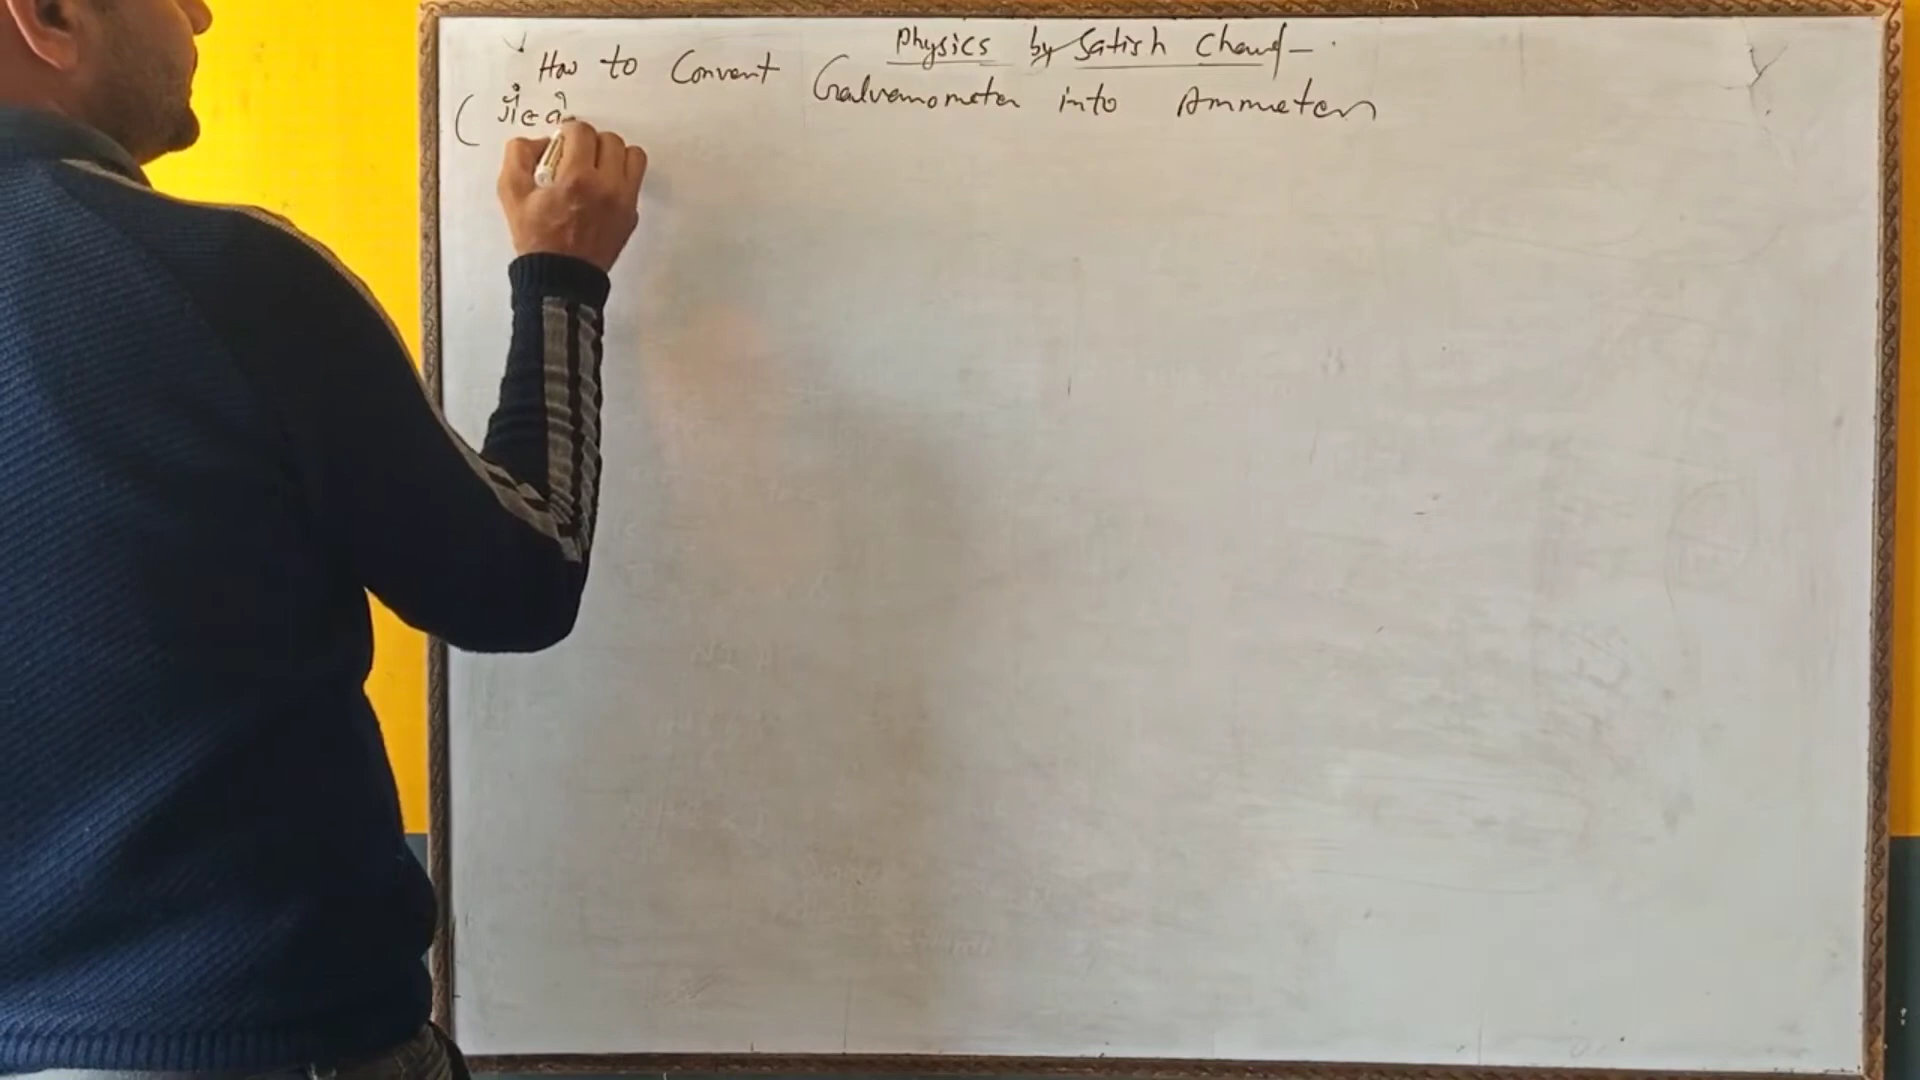 Physics by Satish Chand
How to Convert Galvanometer into Ammeter
(